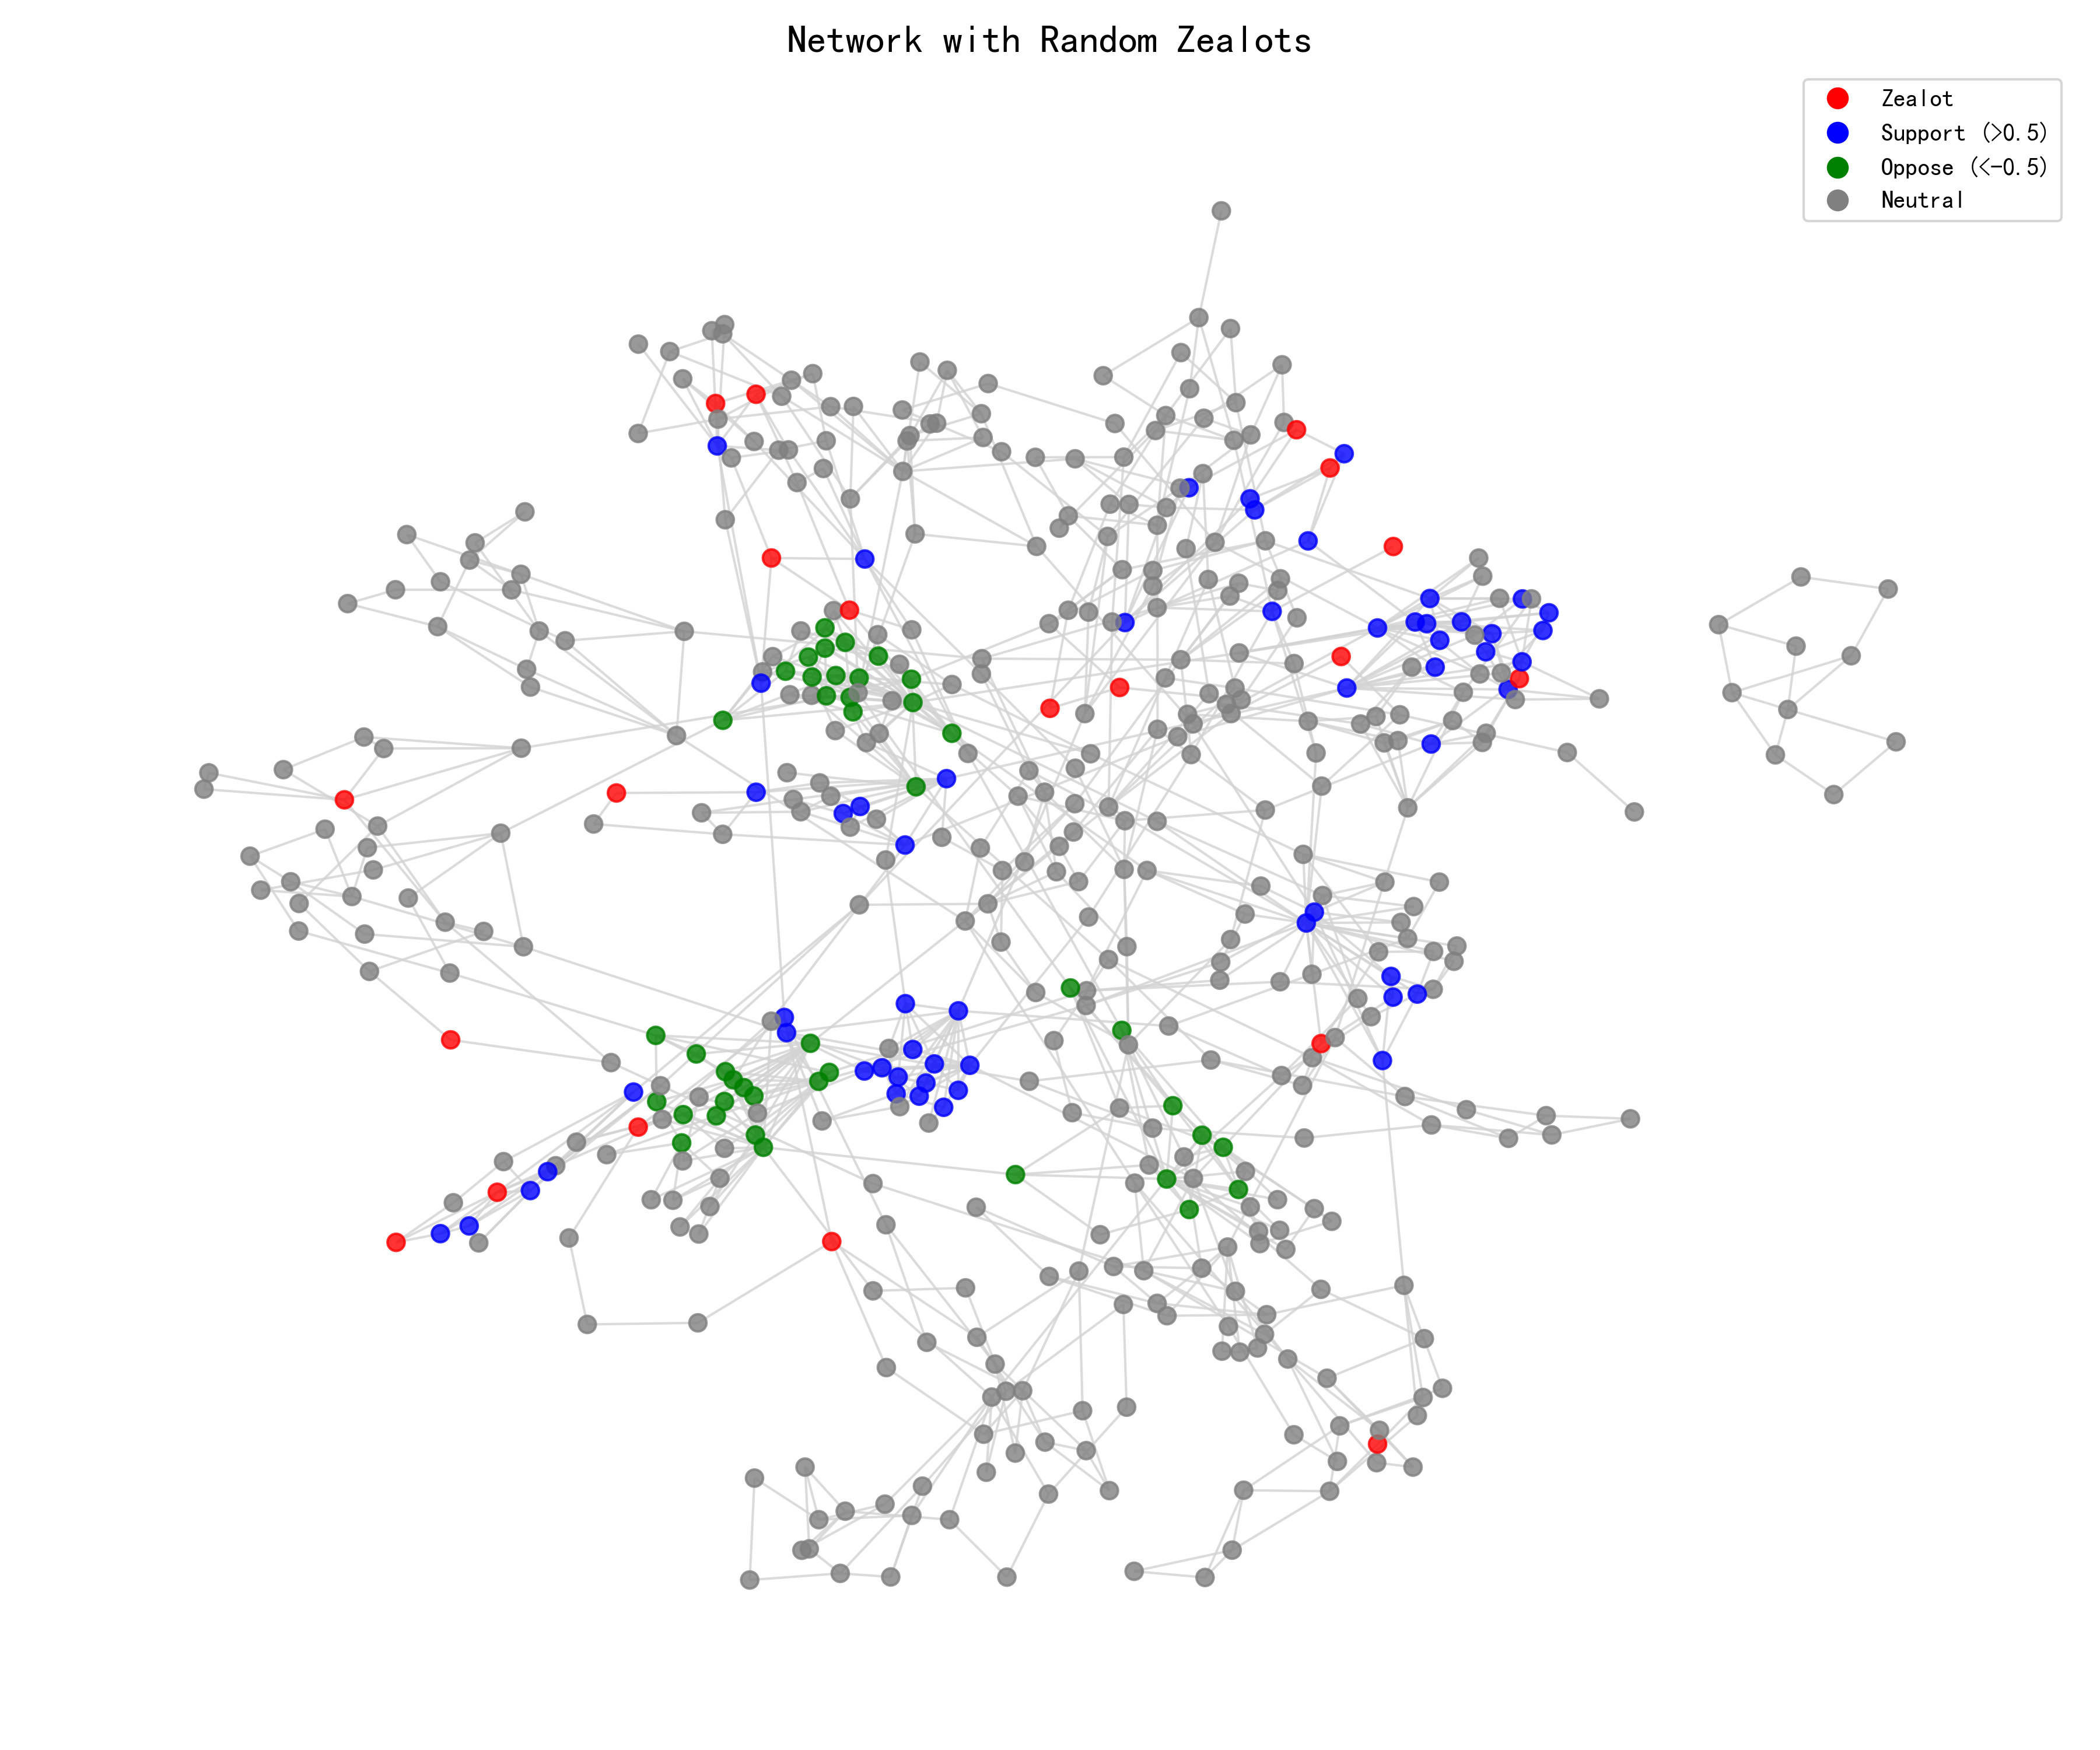 Network with Random Zealots
Zealot
Support (>0.5)
Oppose (<-0.5)
Neutral